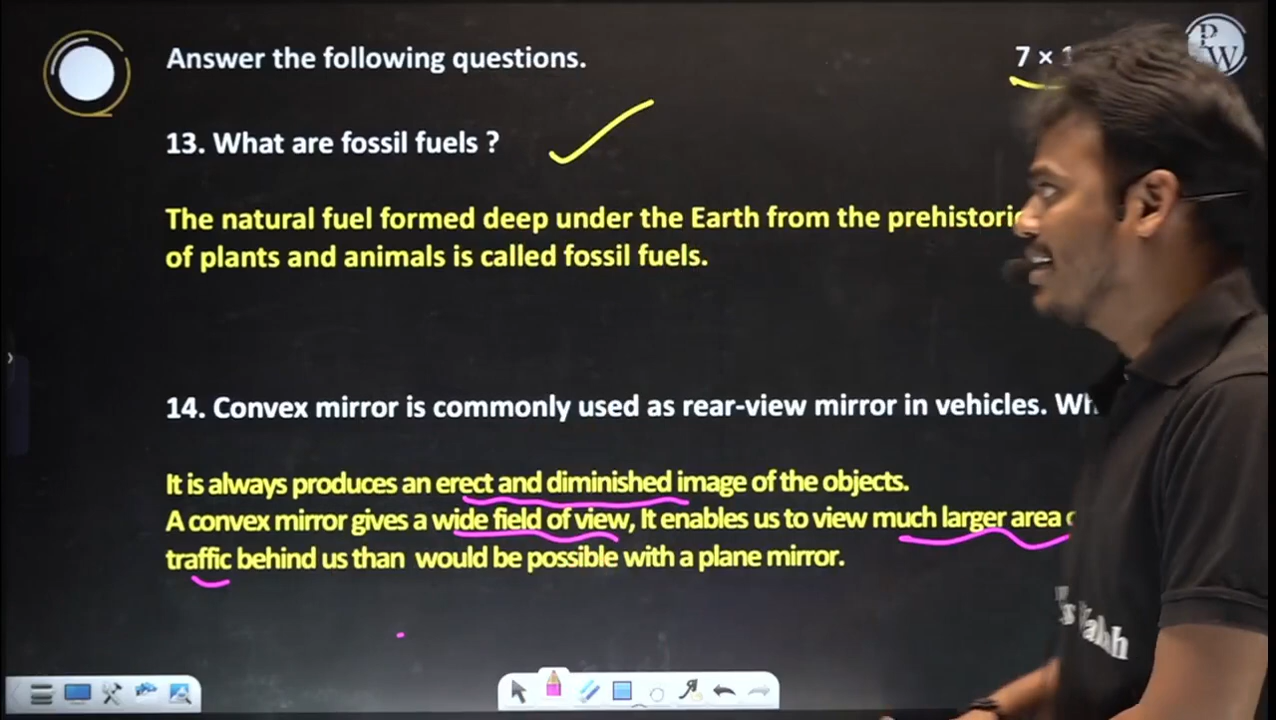 Answer the following questions.
7 × 1
P
W
13. What are fossil fuels ?
The natural fuel formed deep under the Earth from the prehistoric
of plants and animals is called fossil fuels.
14. Convex mirror is commonly used as rear-view mirror in vehicles.
It is always produces an erect and diminished image of the objects.
A convex mirror gives a wide field of view, It enables us to view much larger area
traffic behind us than would be possible with a plane mirror.